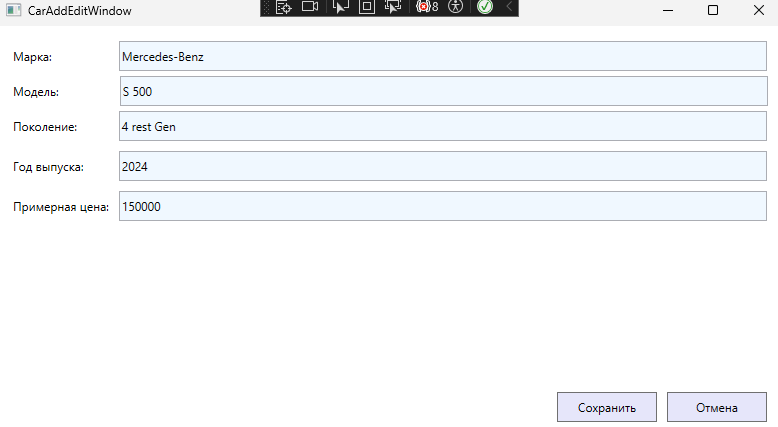 CarAddEditWindow
8
Марка: Mercedes-Benz
Модель: S 500
Поколение: 4 rest Gen
Год выпуска: 2024
Примерная цена: 150000
Сохранить Отмена